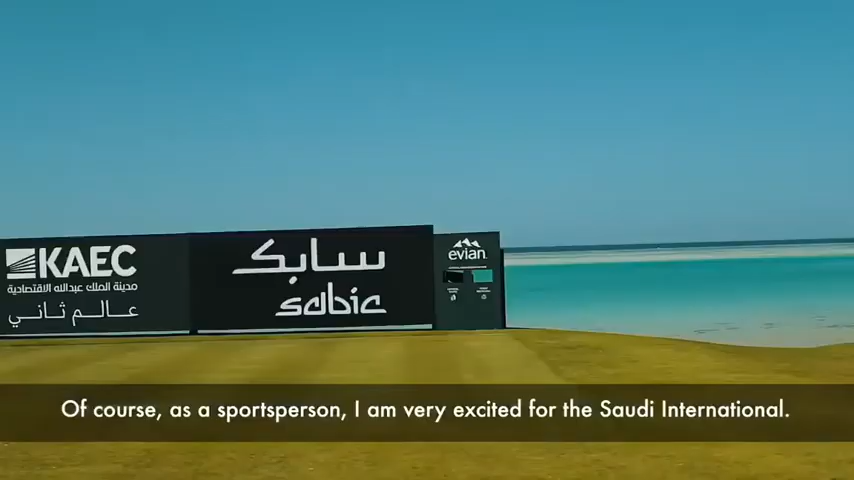 KAEC
مدينة الملك عبدالله الاقتصادية
عالم ثاني
سابك
sabic
evian
Of course, as a sportsperson, I am very excited for the Saudi International.